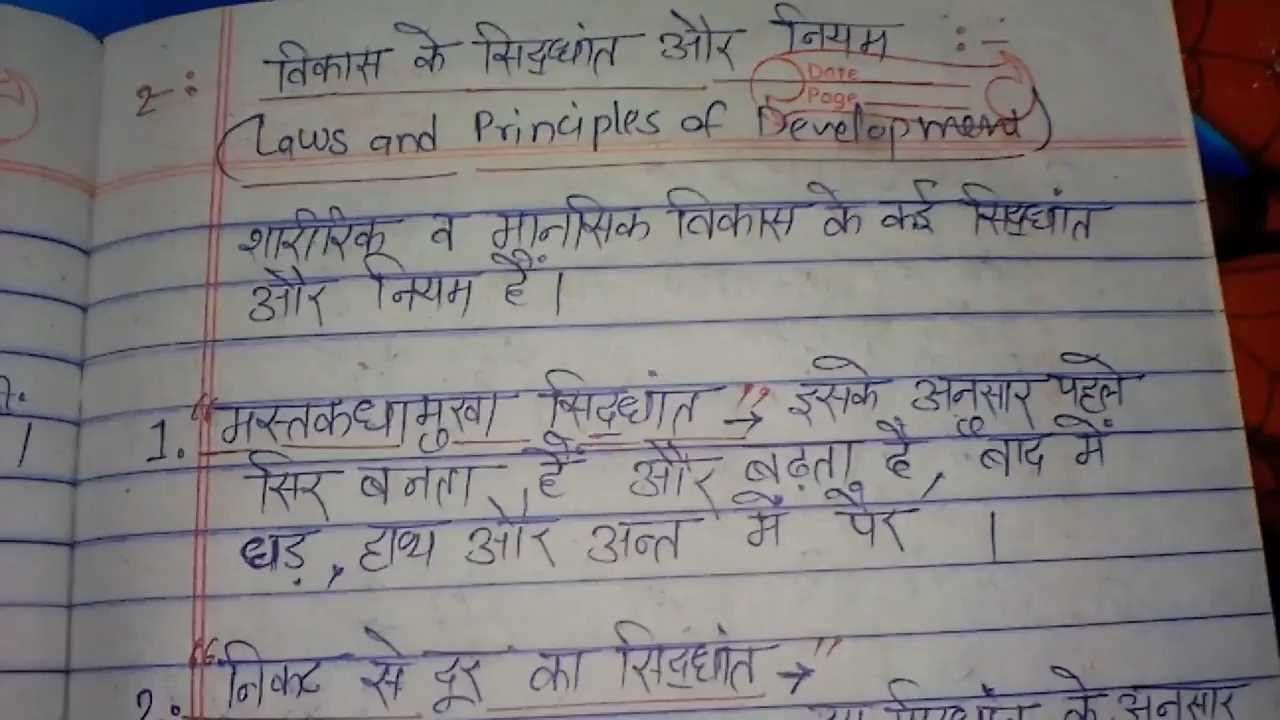 2: विकास के सिद्धांत और नियम :-
Date
Page
(Laws and Principles of Development)
शारीरिक व मानसिक विकास के कई सिद्धांत
और नियम हैं।
1. "मस्तकधामुखा सिद्धांत" → इसके अनुसार पहले
सिर बनता है और बढ़ता है, बाद में
धड़, हाथ और अन्त में पैर ।
2. "निकट से दूर का सिद्धांत →"
के अनुसार